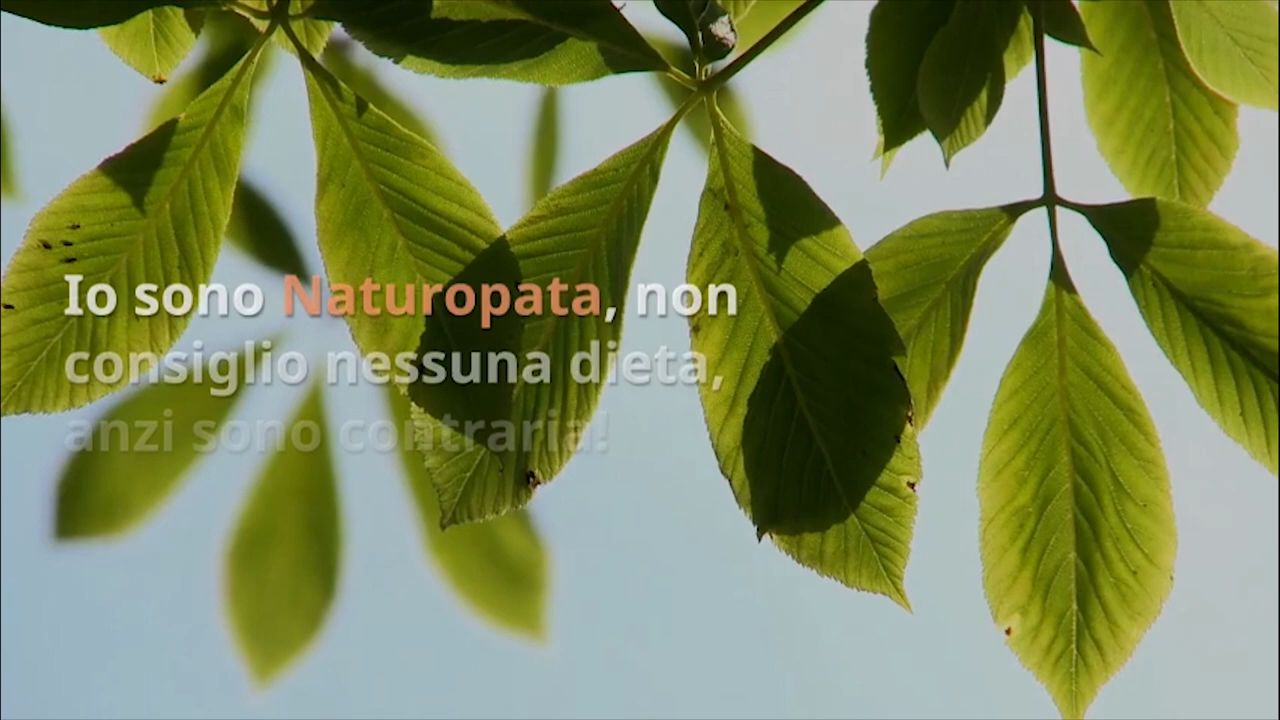 Io sono Naturopata, non
consiglio nessuna dieta,
anzi sono contraria!